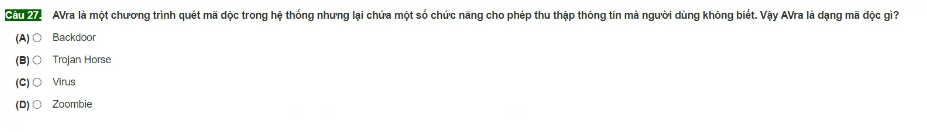 Câu 27. AVra là một chương trình quét mã độc trong hệ thống nhưng lại chứa một số chức năng cho phép thu thập thông tin mà người dùng không biết. Vậy AVra là dạng mã độc gì?
(A) Backdoor
(B) Trojan Horse
(C) Virus
(D) Zoombie